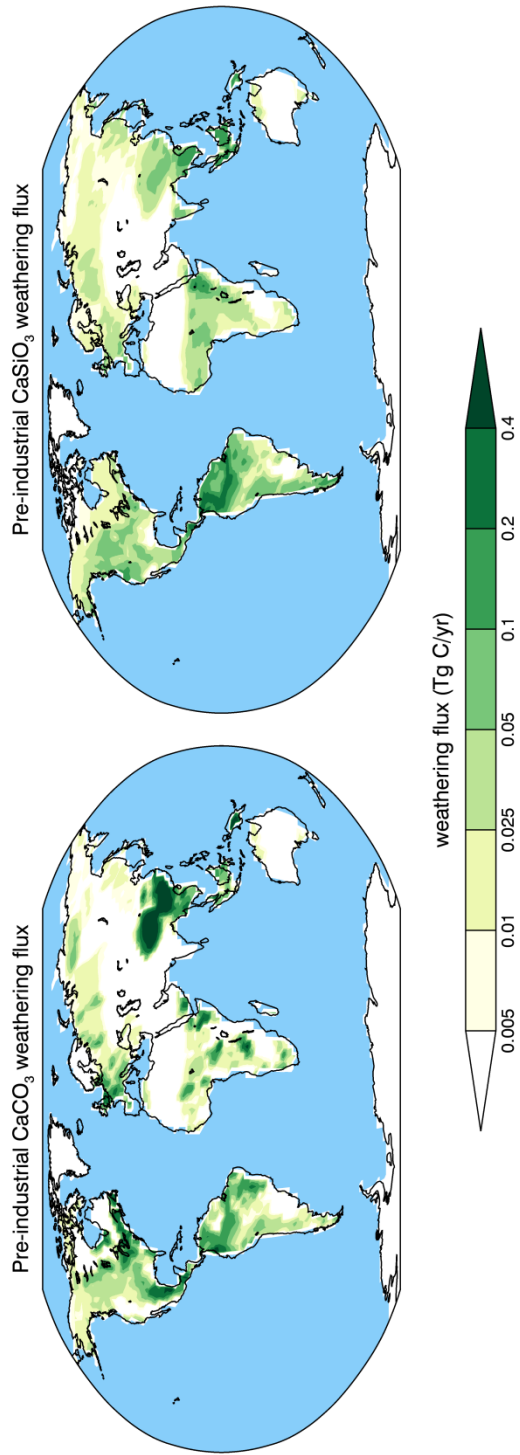 Pre-industrial CaCO₃ weathering flux
Pre-industrial CaSiO₃ weathering flux
weathering flux (Tg C/yr)
0.005 0.01 0.025 0.05 0.1 0.2 0.4